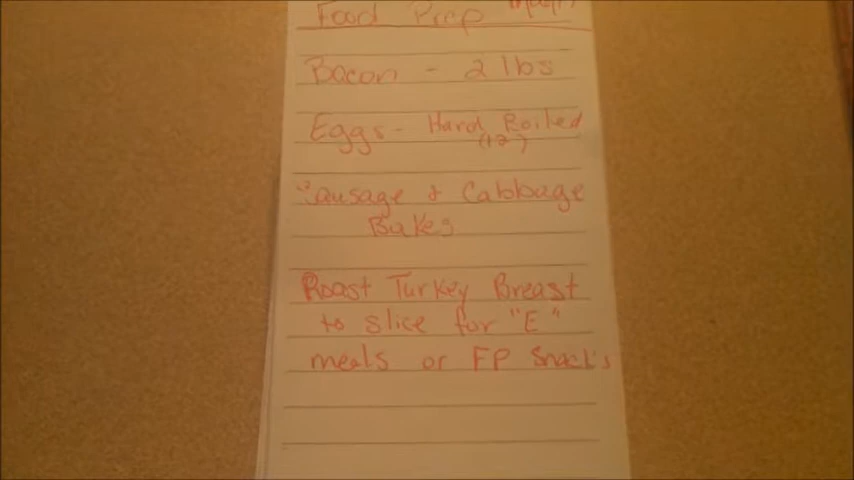 Food Prep
Bacon - 2 lbs
Eggs - Hard Boiled
(12)
Sausage & Cabbage
Bakes
Roast Turkey Breast
to slice for "E"
meals or FP Snacks